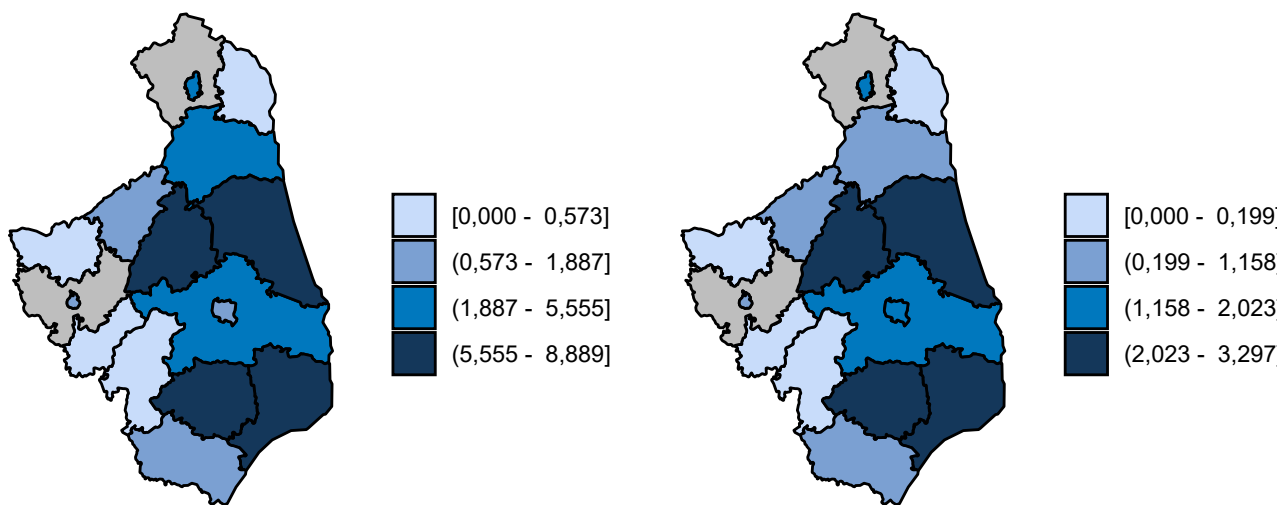 [0,000 - 0,573]
(0,573 - 1,887]
(1,887 - 5,555]
(5,555 - 8,889]
[0,000 - 0,199]
(0,199 - 1,158]
(1,158 - 2,023]
(2,023 - 3,297]